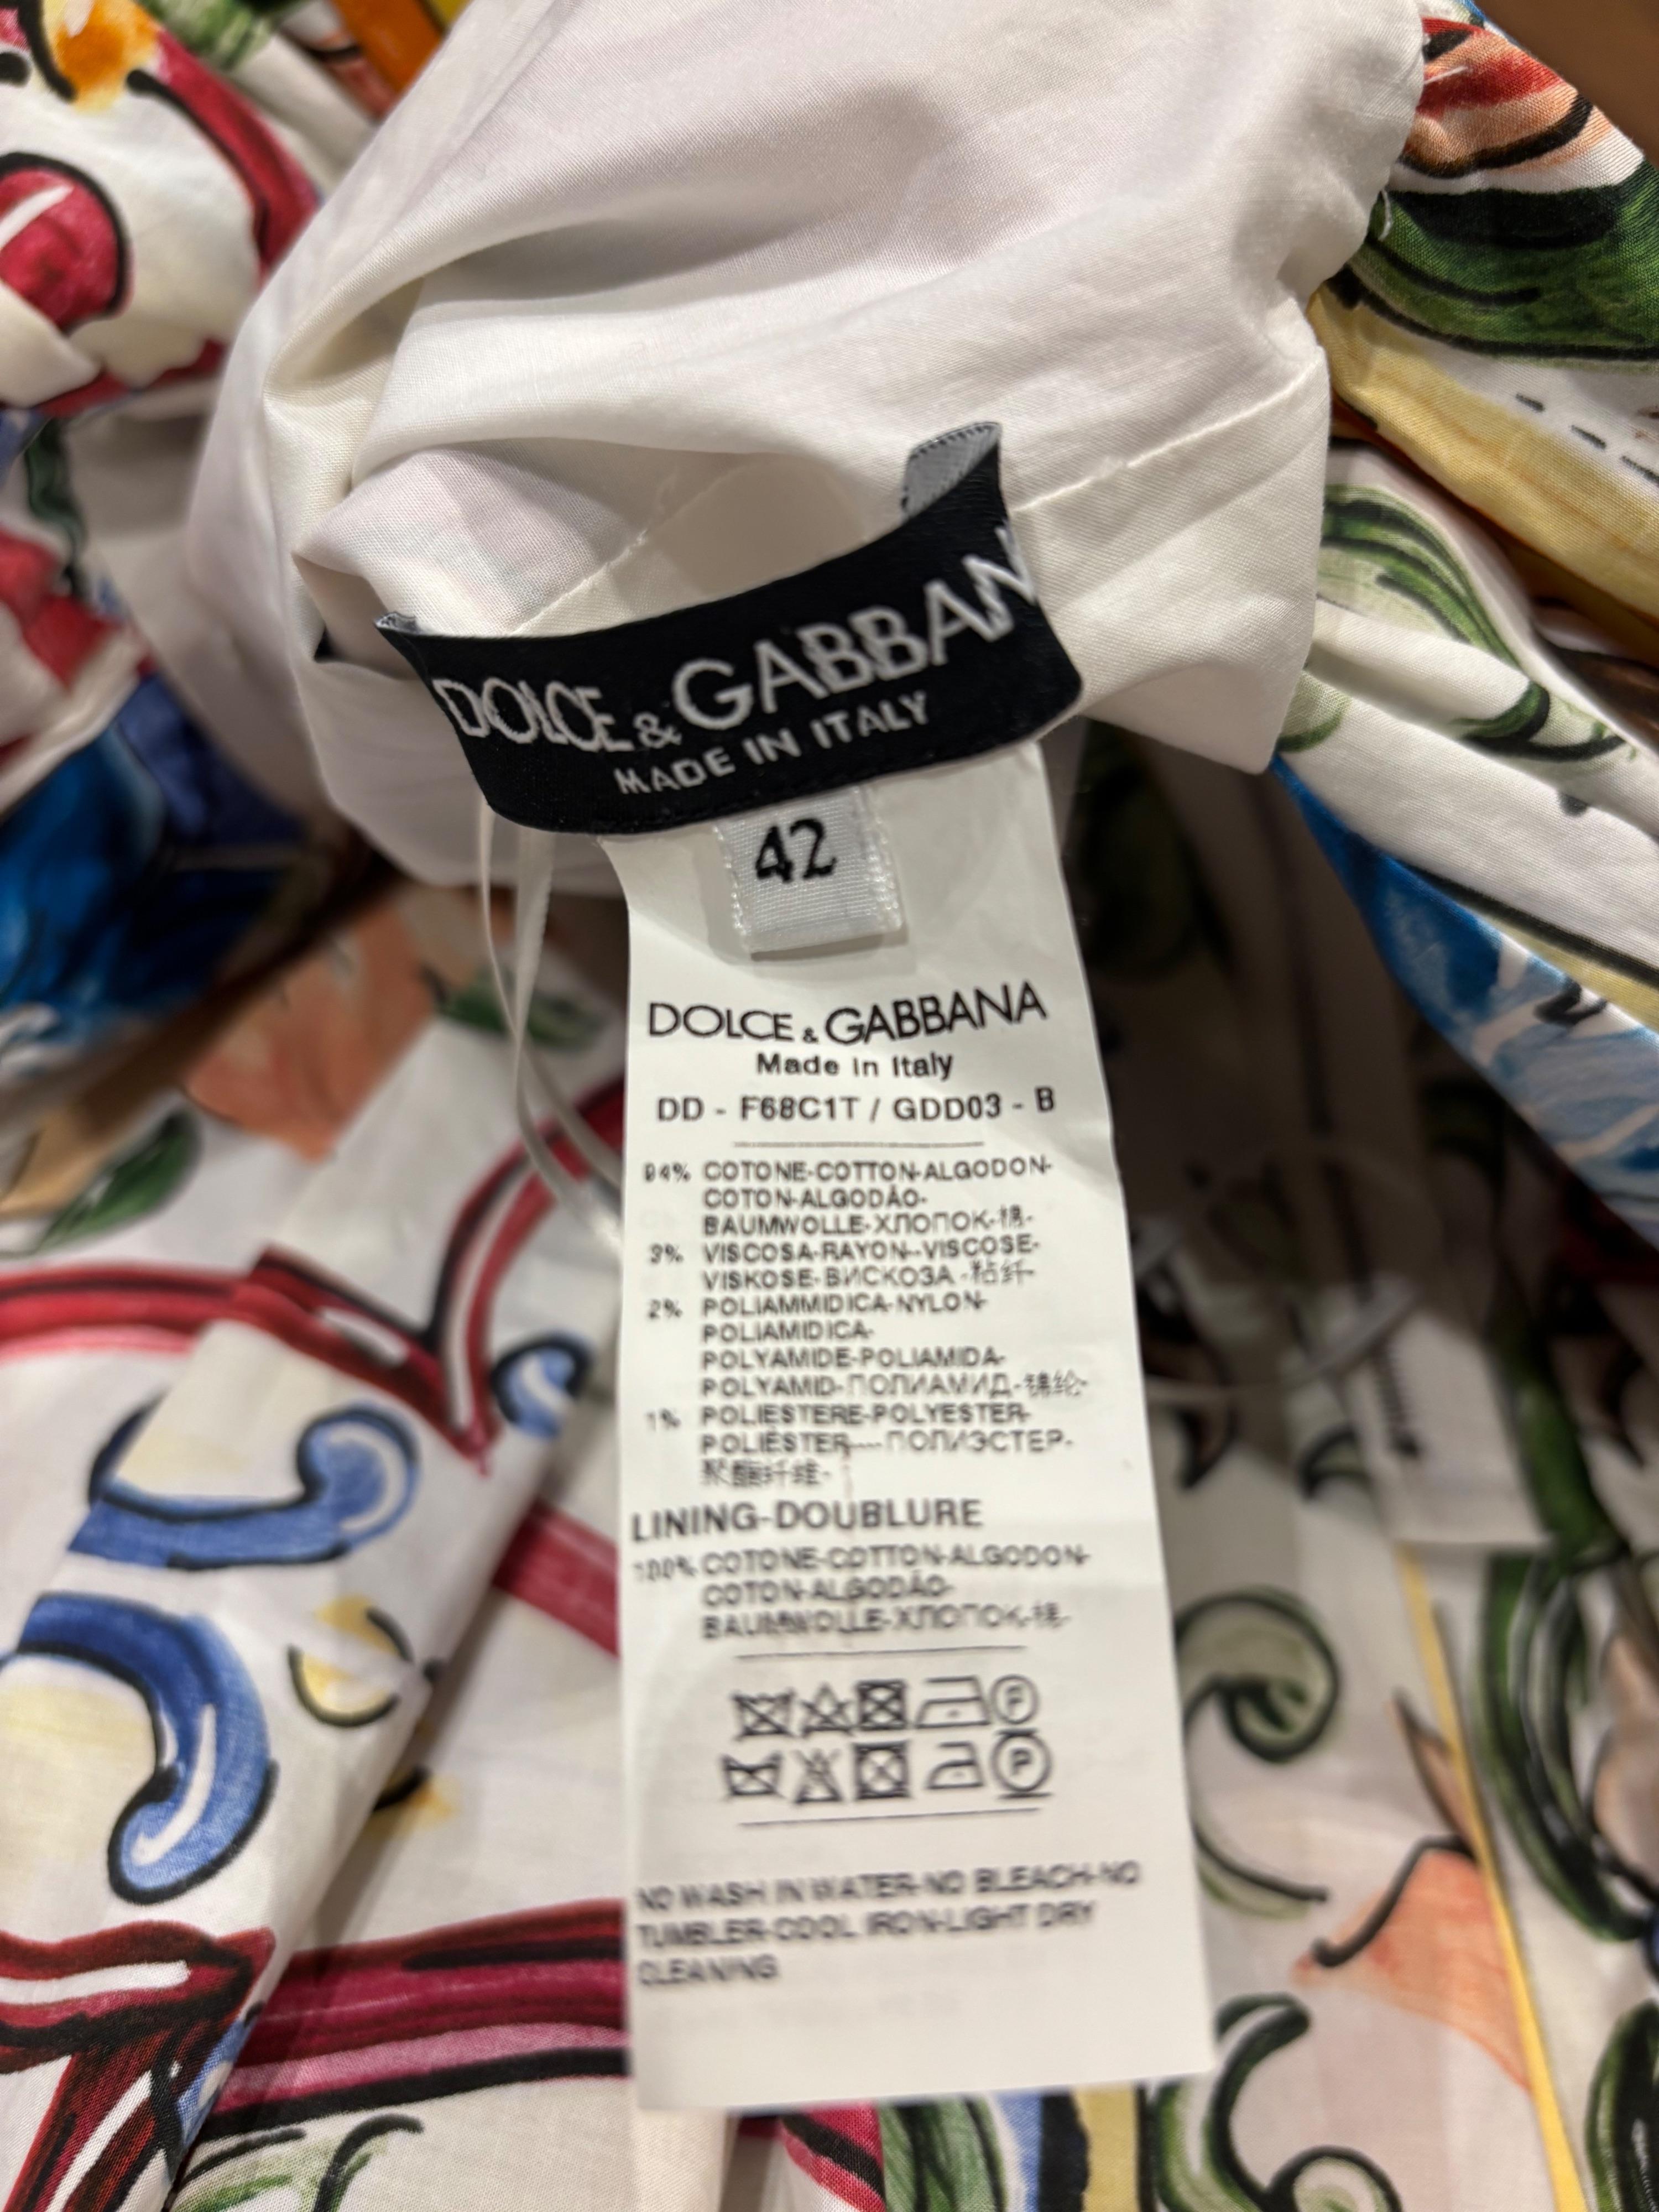 DOLCE & GABBAN
MADE IN ITALY
42
DOLCE & GABBANA
Made in Italy
DD - F68C1T / GDD03 - B
94% COTONE-COTTON-ALGODON-
COTON-ALGODÃO-
BAUMWOLLE-ХЛОПОК-棉-
3% VISCOSA-RAYON--VISCOSE-
VISKOSE-ВИСКОЗА -粘纤-
2% POLIAMMIDICA-NYLON-
POLIAMIDICA-
POLYAMIDE-POLIAMIDA-
POLYAMID-ПОЛИАМИД-锦纶-
1% POLIESTERE-POLYESTER-
POLIÉSTER----ПОЛИЭСТЕР-
聚酯纤维-
LINING-DOUBLURE
100% COTONE-COTTON-ALGODON-
COTON-ALGODÃO-
BAUMWOLLE-ХЛОПОК-棉-
F
P
NO WASH IN WATER-NO BLEACH-NO
TUMBLER-COOL IRON-LIGHT DRY
CLEANING